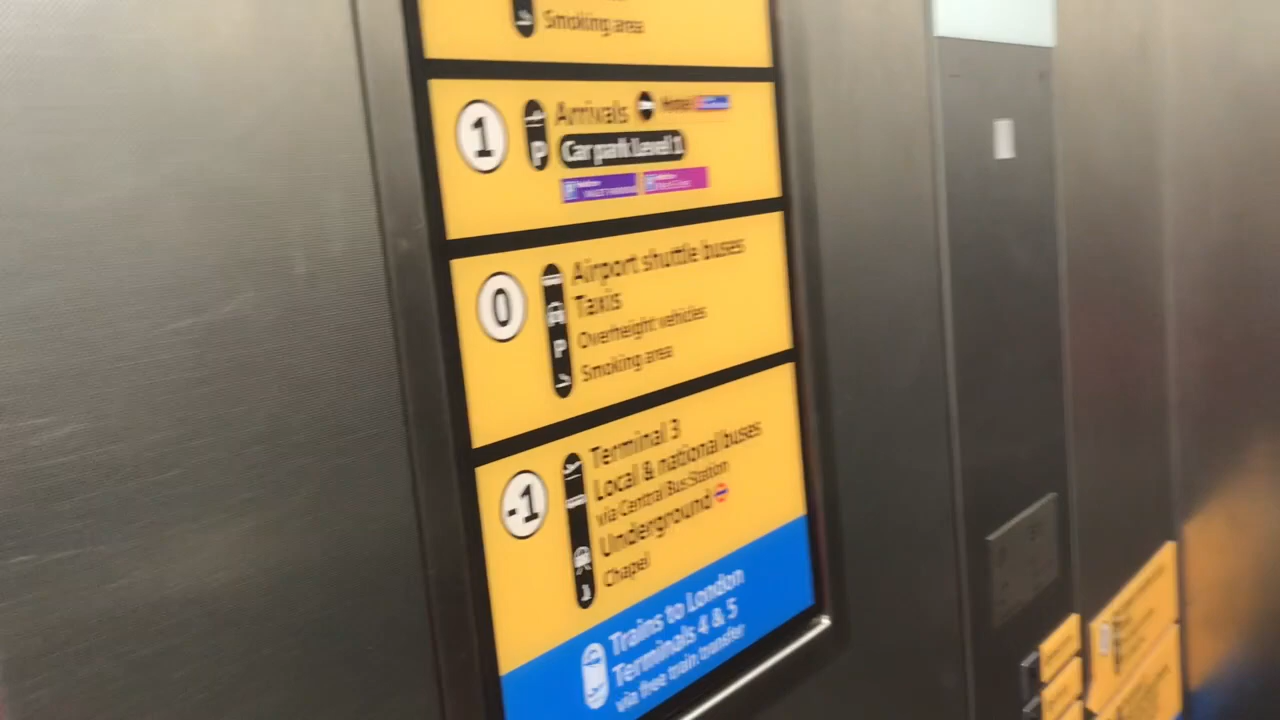 Smoking area
1
Arrivals
Hotel
P
Car park Level 1
0
Airport shuttle buses
Taxis
P
Overheight vehicles
Smoking area
-1
Terminal 3
Local & national buses
via Central Bus Station
Underground
Chapel
Trains to London
Terminals 4 & 5
via free train transfer